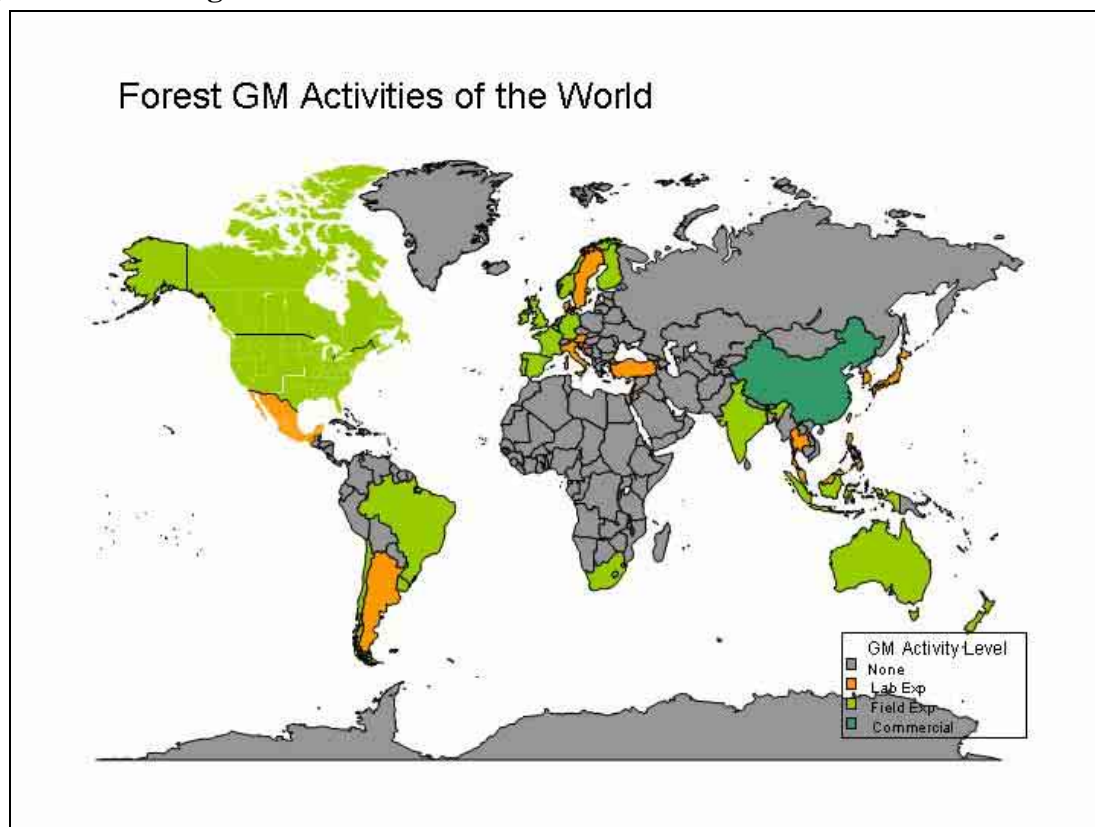 Forest GM Activities of the World
GM Activity Level
None
Lab Exp
Field Exp
Commercial